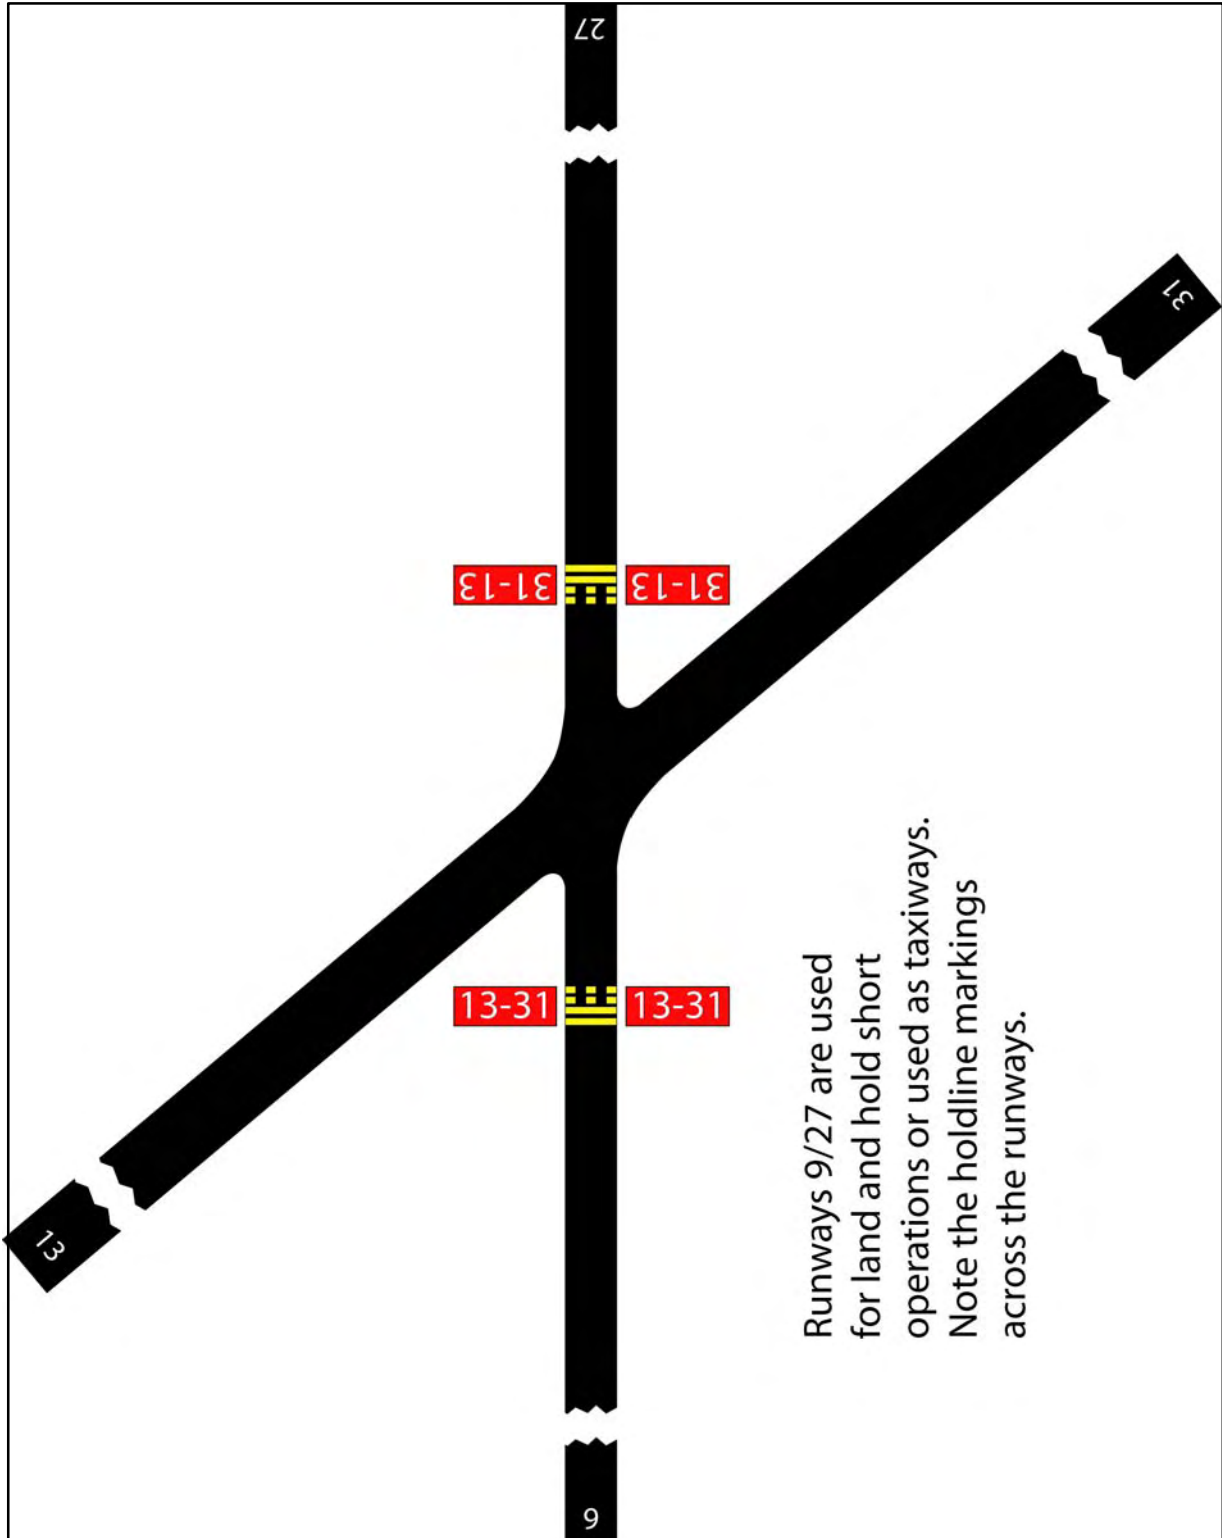 27
31
31-13 31-13
13-31 13-31
13
9
Runways 9/27 are used
for land and hold short
operations or used as taxiways.
Note the holdline markings
across the runways.